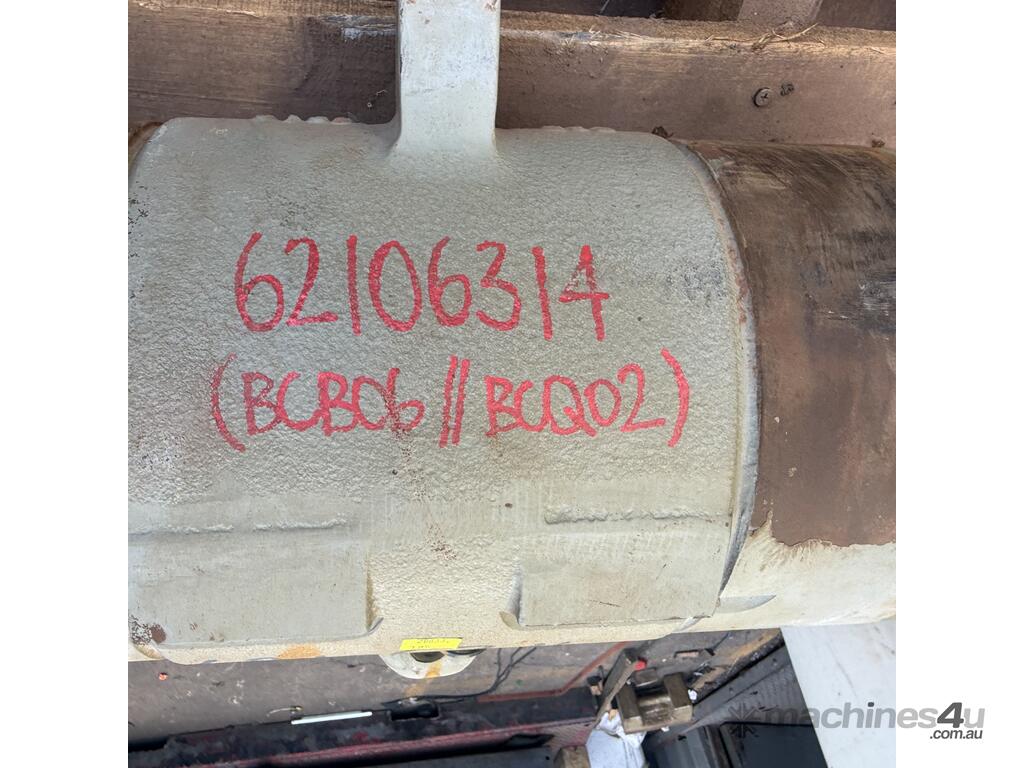 62106314
(BCB06 // BCQ02)
machines4u
.com.au